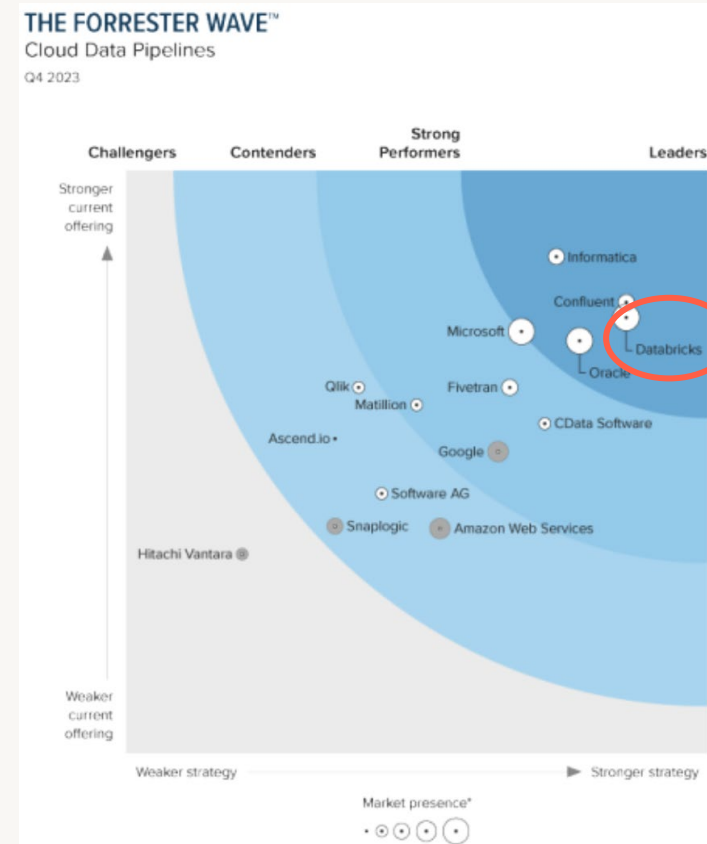 THE FORRESTER WAVE™
Cloud Data Pipelines
Q4 2023
Strong
Challengers Contenders Performers Leaders
Stronger
current
offering
Informatica
Confluent
Microsoft
Databricks
Oracle
Qlik
Fivetran
Matillion
CData Software
Ascend.io
Google
Software AG
Snaplogic
Amazon Web Services
Hitachi Vantara
Weaker
current
offering
Weaker strategy
Stronger strategy
Market presence*